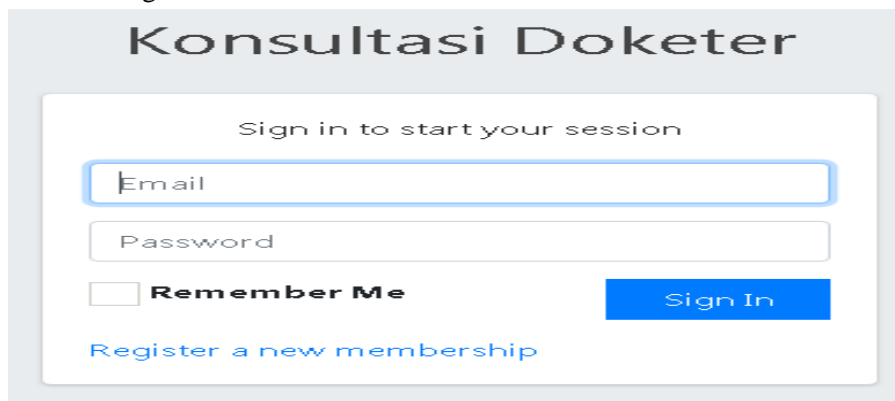 Konsultasi Doketer
Sign in to start your session
Email
Password
Remember Me
Sign In
Register a new membership